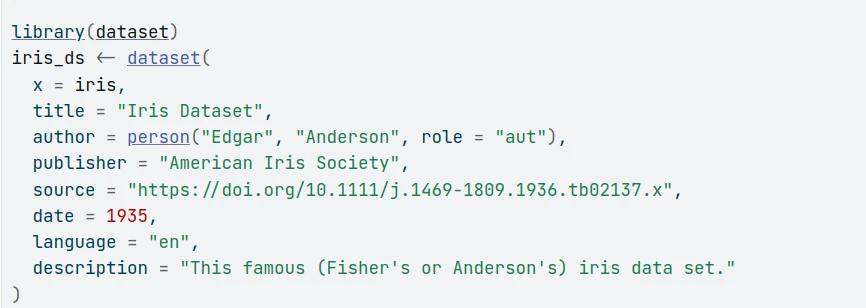 library(dataset)
iris_ds <- dataset(
  x = iris,
  title = "Iris Dataset",
  author = person("Edgar", "Anderson", role = "aut"),
  publisher = "American Iris Society",
  source = "https://doi.org/10.1111/j.1469-1809.1936.tb02137.x",
  date = 1935,
  language = "en",
  description = "This famous (Fisher's or Anderson's) iris data set."
)